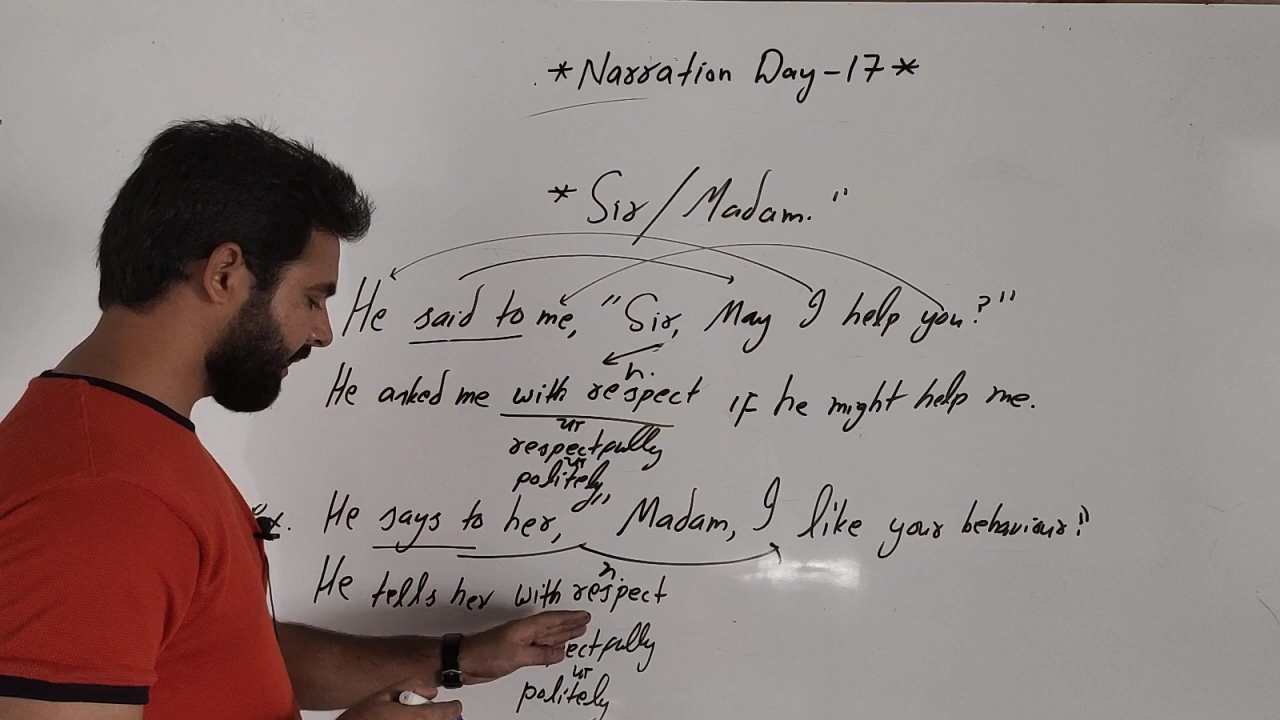 *Narration Day-17*
*Sir/Madam."
He said to me, "Sir, May I help you?"
n.
He asked me with respect if he might help me.
or
respectfully
or
politely
Ex. He says to her, "Madam, I like your behaviour."
n.
He tells her with respect
ectfully
or
politely